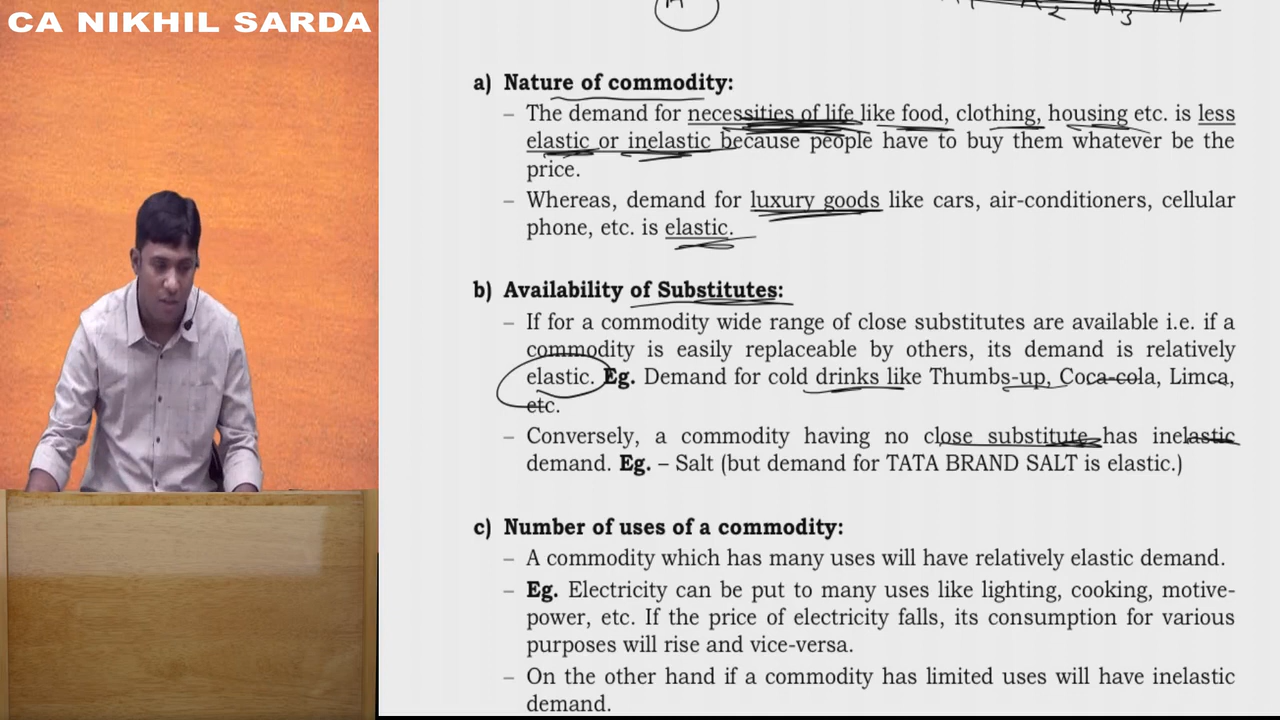 CA NIKHIL SARDA
2 A3 A4
a) Nature of commodity:
– The demand for necessities of life like food, clothing, housing etc. is less
elastic or inelastic because people have to buy them whatever be the
price.
– Whereas, demand for luxury goods like cars, air-conditioners, cellular
phone, etc. is elastic.
b) Availability of Substitutes:
– If for a commodity wide range of close substitutes are available i.e. if a
commodity is easily replaceable by others, its demand is relatively
elastic. Eg. Demand for cold drinks like Thumbs-up, Coca-cola, Limca,
etc.
– Conversely, a commodity having no close substitute has inelastic
demand. Eg. – Salt (but demand for TATA BRAND SALT is elastic.)
c) Number of uses of a commodity:
– A commodity which has many uses will have relatively elastic demand.
– Eg. Electricity can be put to many uses like lighting, cooking, motive-
power, etc. If the price of electricity falls, its consumption for various
purposes will rise and vice-versa.
– On the other hand if a commodity has limited uses will have inelastic
demand.